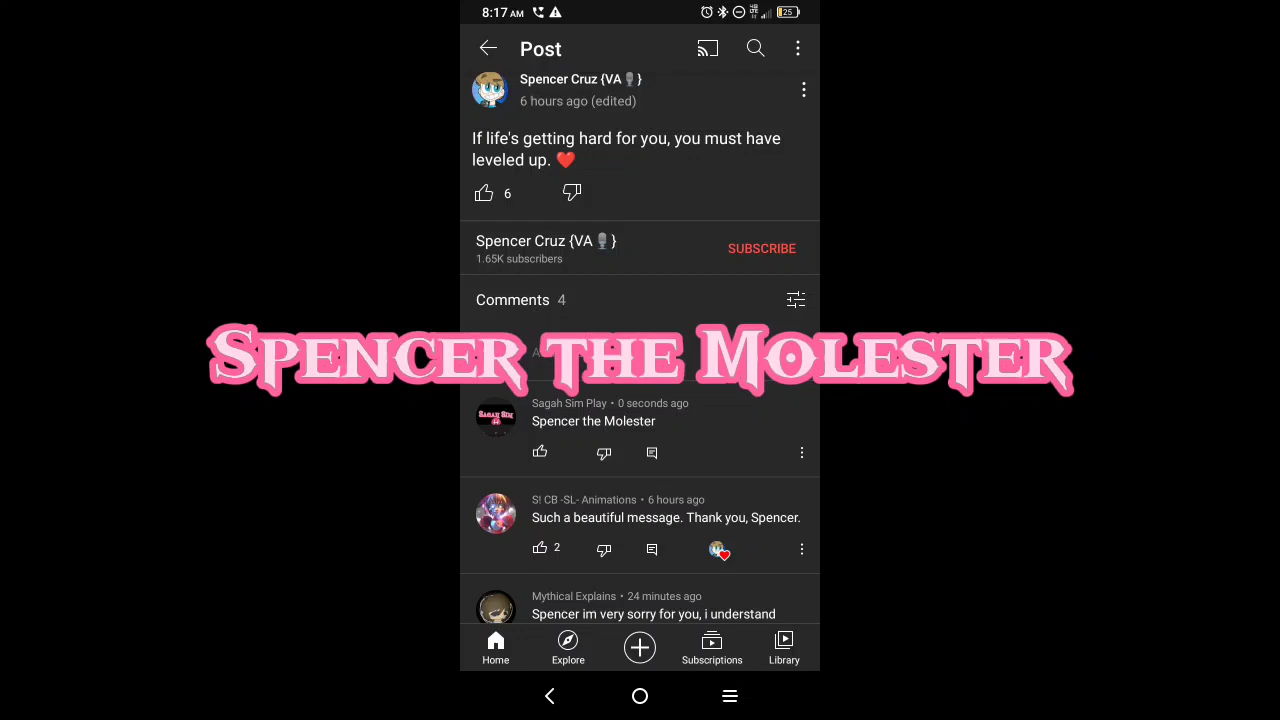 8:17 AM
25
Post
Spencer Cruz {VA🎙️}
6 hours ago (edited)
If life's getting hard for you, you must have
leveled up. ❤️
6
Spencer Cruz {VA🎙️}
SUBSCRIBE
1.65K subscribers
Comments 4
Spencer the Molester
Sagah Sim Play • 0 seconds ago
Spencer the Molester
S! CB -SL- Animations • 6 hours ago
Such a beautiful message. Thank you, Spencer.
2
Mythical Explains • 24 minutes ago
Spencer im very sorry for you, i understand
Home
Explore
Subscriptions
Library